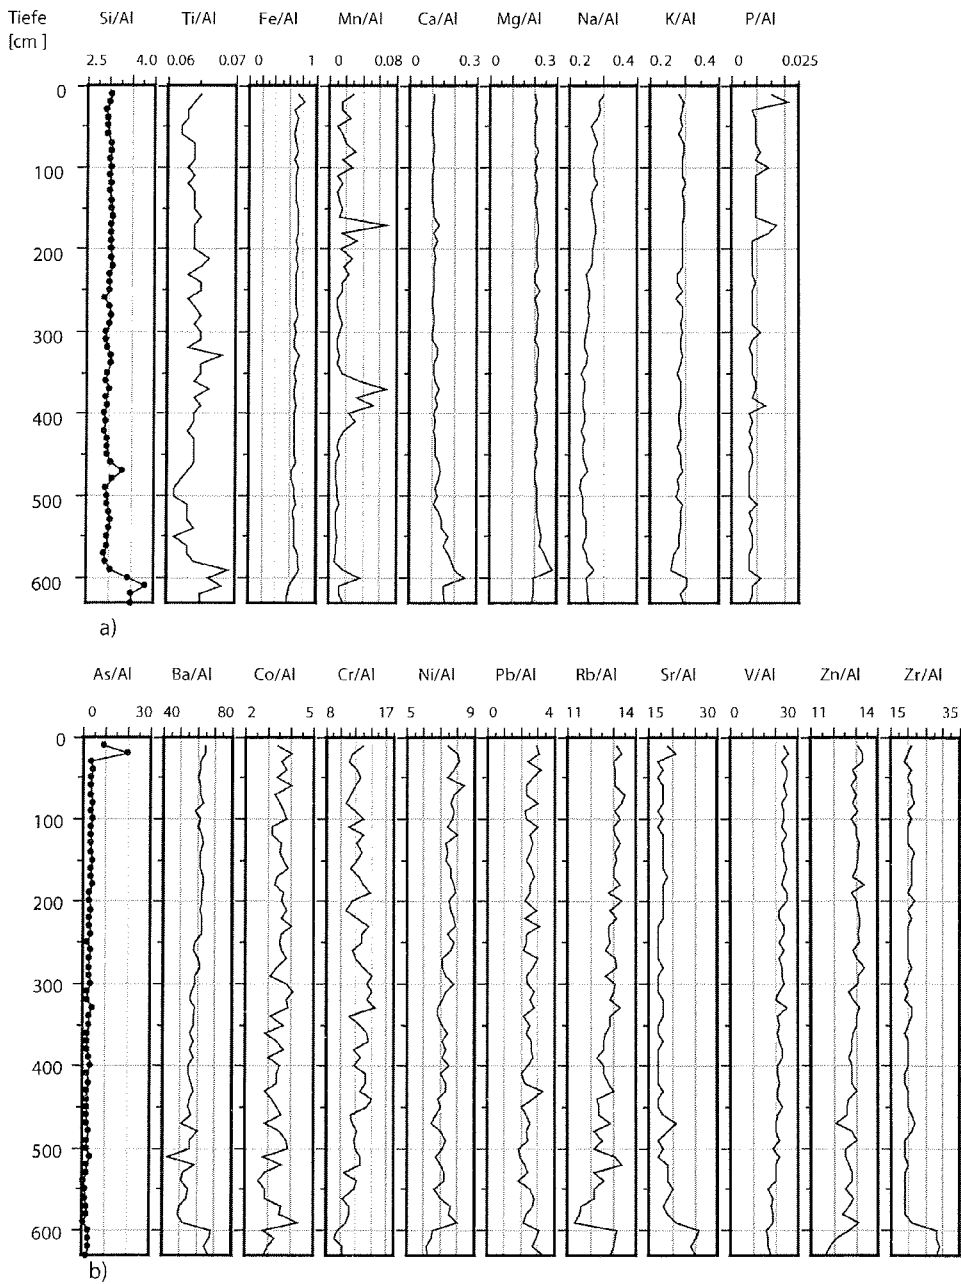 Tiefe Si/Al Ti/Al Fe/Al Mn/Al Ca/Al Mg/Al Na/Al K/Al P/Al
[cm ]
2.5 4.0 0.06 0.07 0 1 0 0.08 0 0.3 0 0.3 0.2 0.4 0.2 0.4 0 0.025
0
100
200
300
400
500
600
a)
As/Al Ba/Al Co/Al Cr/Al Ni/Al Pb/Al Rb/Al Sr/Al V/Al Zn/Al Zr/Al
0 30 40 80 2 5 8 17 5 9 0 4 11 14 15 30 0 30 11 14 15 35
0
100
200
300
400
500
600
b)